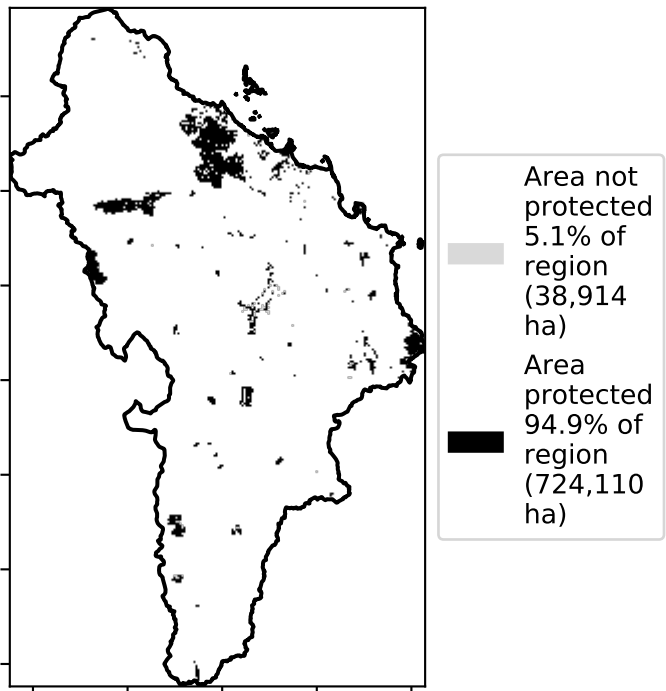 Area not
protected
5.1% of
region
(38,914
ha)
Area
protected
94.9% of
region
(724,110
ha)